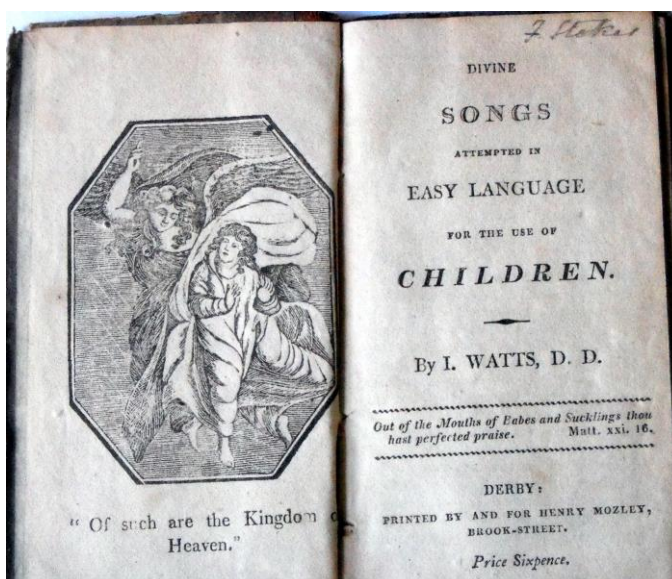 " Of such are the Kingdom
Heaven."
F Stokes
DIVINE
SONGS
ATTEMPTED IN
EASY LANGUAGE
FOR THE USE OF
CHILDREN.
By I. WATTS, D. D.
Out of the Mouths of Babes and Sucklings thou
hast perfected praise. Matt. xxi. 16.
DERBY:
PRINTED BY AND FOR HENRY MOZLEY,
BROOK-STREET.
Price Sixpence.